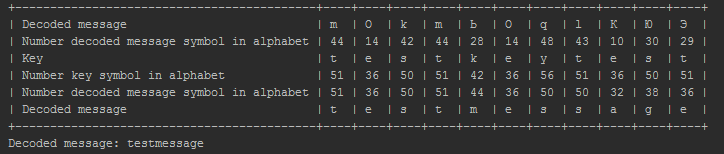 +------------------------------------------+----+----+----+----+----+----+----+----+----+----+----+
| Decoded message                          | m  | О  | k  | m  | Ь  | О  | q  | l  | К  | Ю  | Э  |
| Number decoded message symbol in alphabet | 44 | 14 | 42 | 44 | 28 | 14 | 48 | 43 | 10 | 30 | 29 |
| Key                                      | t  | e  | s  | t  | k  | e  | y  | t  | e  | s  | t  |
| Number key symbol in alphabet            | 51 | 36 | 50 | 51 | 42 | 36 | 56 | 51 | 36 | 50 | 51 |
| Number decoded message symbol in alphabet | 51 | 36 | 50 | 51 | 44 | 36 | 50 | 50 | 32 | 38 | 36 |
| Decoded message                          | t  | e  | s  | t  | m  | e  | s  | s  | a  | g  | e  |
+------------------------------------------+----+----+----+----+----+----+----+----+----+----+----+
Decoded message: testmessage